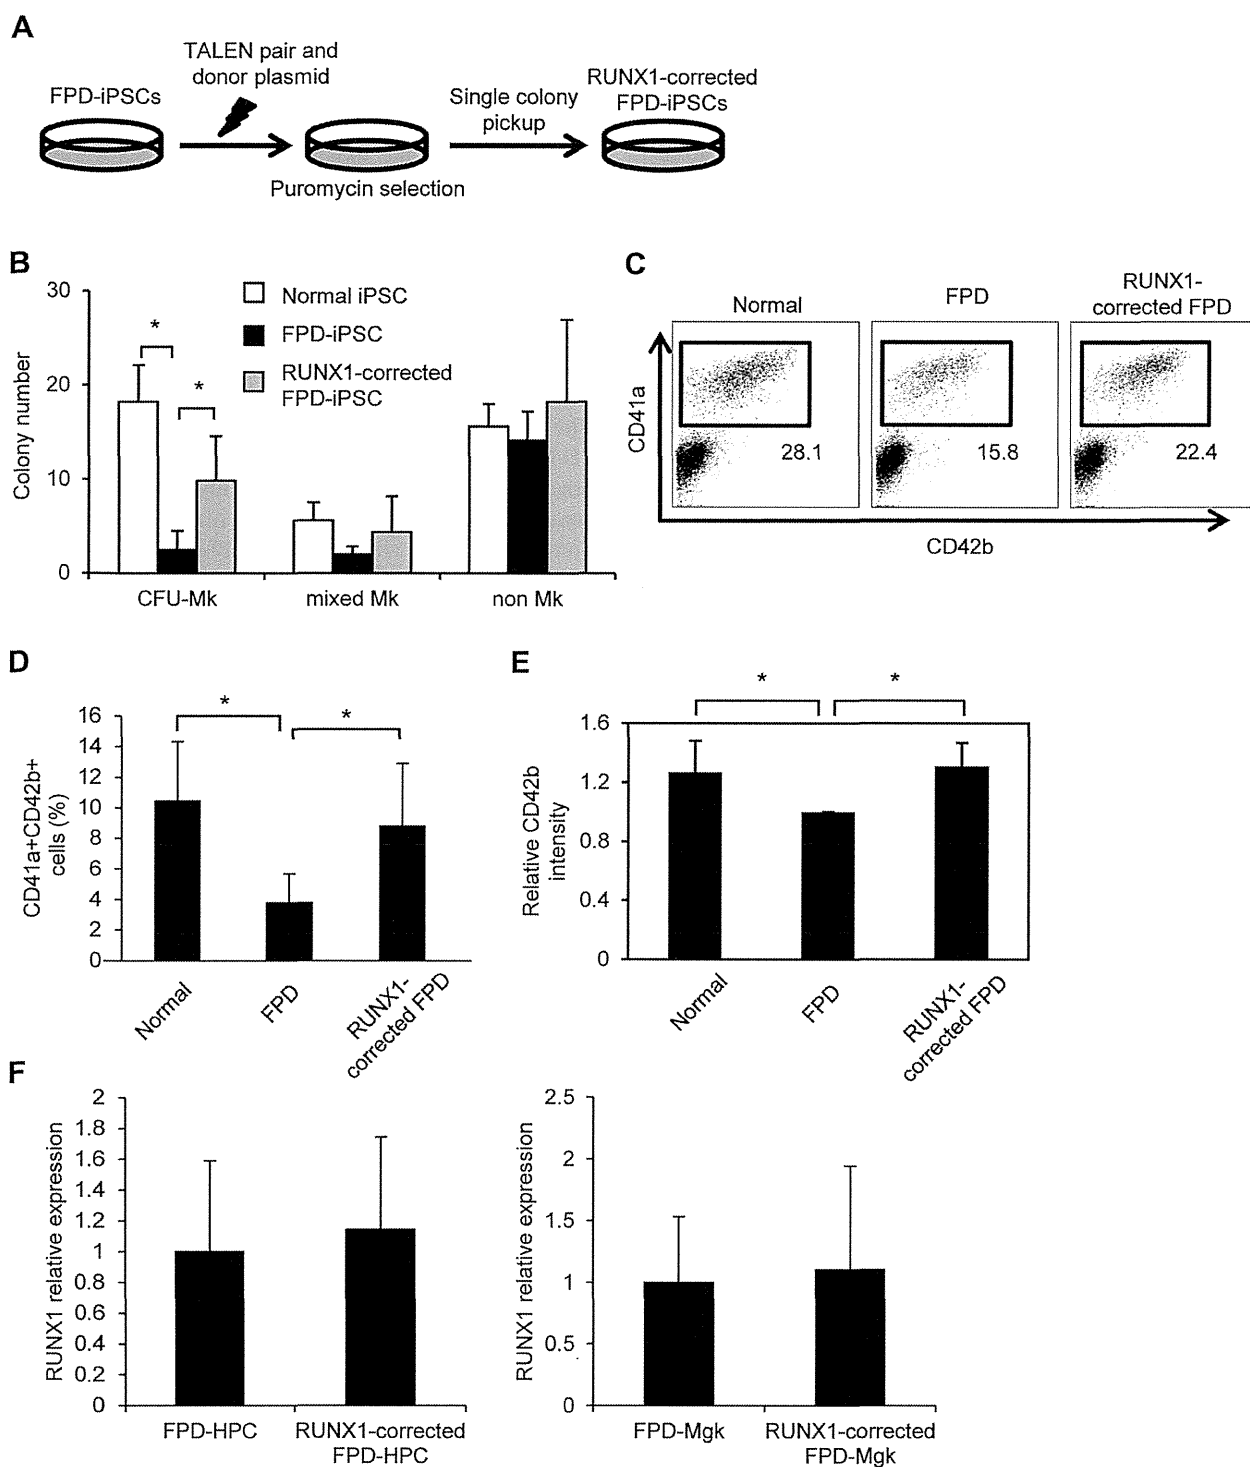 A
FPD-iPSCs
TALEN pair and
donor plasmid
Puromycin selection
Single colony
pickup
RUNX1-corrected
FPD-iPSCs
B
Colony number
30
20
10
0
*
*
Normal iPSC
FPD-iPSC
RUNX1-corrected
FPD-iPSC
CFU-Mk
mixed Mk
non Mk
C
Normal
FPD
RUNX1-
corrected FPD
CD41a
28.1
15.8
22.4
CD42b
D
CD41a+CD42b+
cells (%)
16
14
12
10
8
6
4
2
0
*
*
Normal
FPD
RUNX1-
corrected FPD
E
Relative CD42b
intensity
1.6
1.2
0.8
0.4
0
*
*
Normal
FPD
RUNX1-
corrected FPD
F
RUNX1 relative expression
2
1.8
1.6
1.4
1.2
1
0.8
0.6
0.4
0.2
0
FPD-HPC
RUNX1-corrected
FPD-HPC
RUNX1 relative expression
2.5
2
1.5
1
0.5
0
FPD-Mgk
RUNX1-corrected
FPD-Mgk